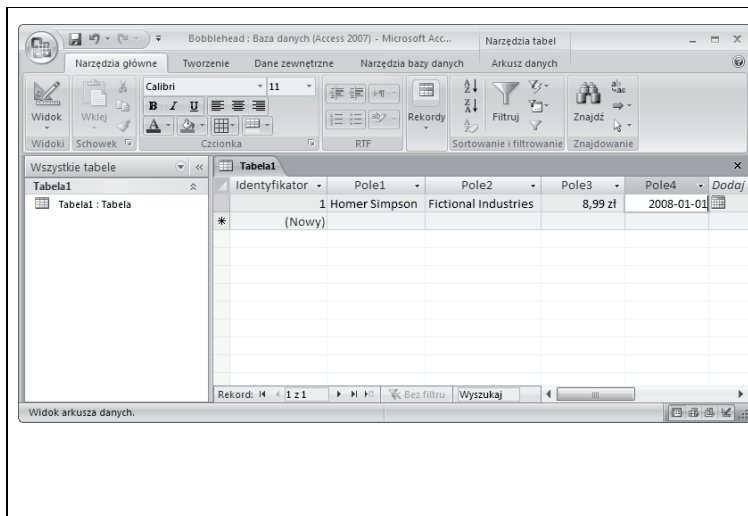 Bobblehead : Baza danych (Access 2007) - Microsoft Acc...
Narzędzia tabel
Narzędzia główne Tworzenie Dane zewnętrzne Narzędzia bazy danych Arkusz danych
Calibri 11
Widok Wklej B I U Rekordy Filtruj Znajdź
Widoki Schowek Czcionka RTF Sortowanie i filtrowanie Znajdowanie
Wszystkie tabele
Tabela1
Tabela1 : Tabela
Tabela1
Identyfikator Pole1 Pole2 Pole3 Pole4 Dodaj
1 Homer Simpson Fictional Industries 8,99 zł 2008-01-01
* (Nowy)
Rekord: 1 z 1 Bez filtru Wyszukaj
Widok arkusza danych.